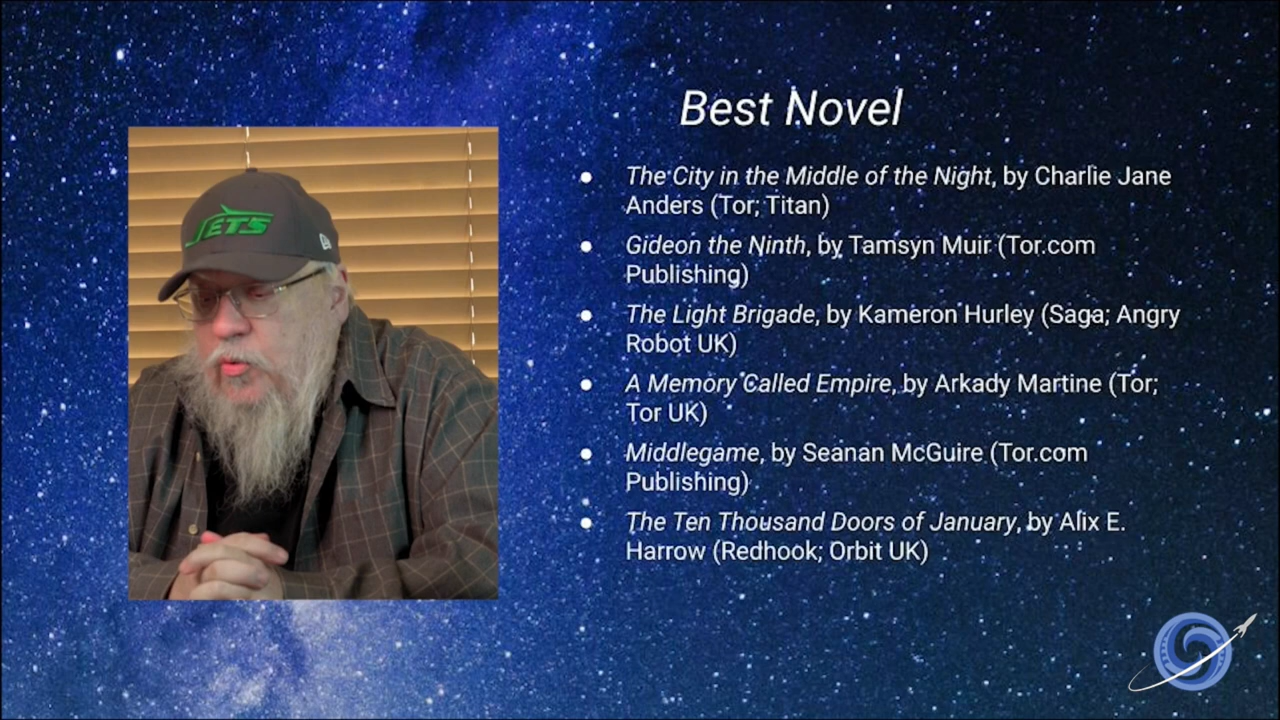 JETS
Best Novel
• The City in the Middle of the Night, by Charlie Jane
Anders (Tor; Titan)
• Gideon the Ninth, by Tamsyn Muir (Tor.com
Publishing)
• The Light Brigade, by Kameron Hurley (Saga; Angry
Robot UK)
• A Memory Called Empire, by Arkady Martine (Tor;
Tor UK)
• Middlegame, by Seanan McGuire (Tor.com
Publishing)
• The Ten Thousand Doors of January, by Alix E.
Harrow (Redhook; Orbit UK)